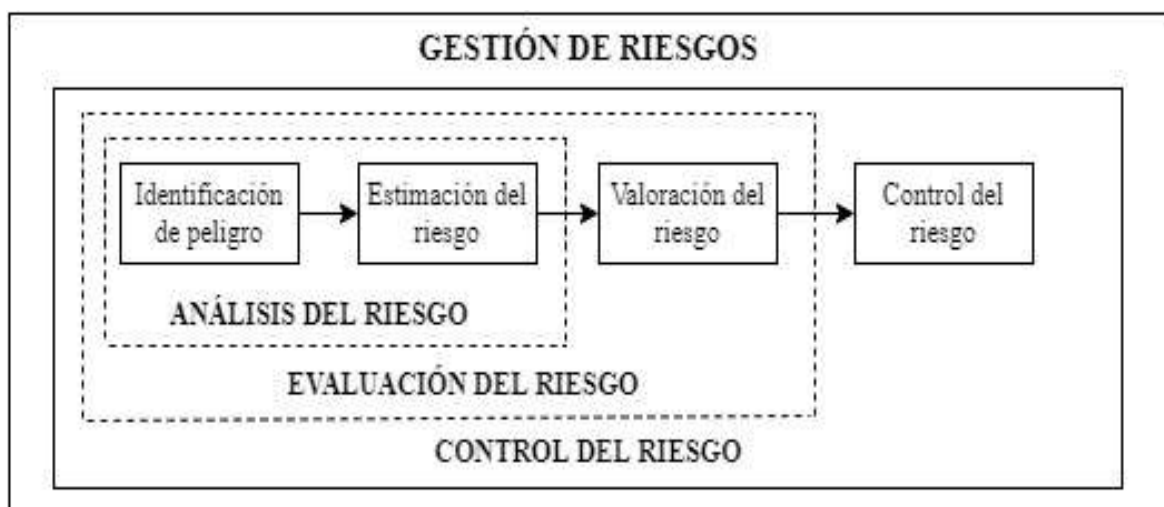 GESTIÓN DE RIESGOS
Identificación
de peligro
Estimación del
riesgo
Valoración del
riesgo
Control del
riesgo
ANÁLISIS DEL RIESGO
EVALUACIÓN DEL RIESGO
CONTROL DEL RIESGO